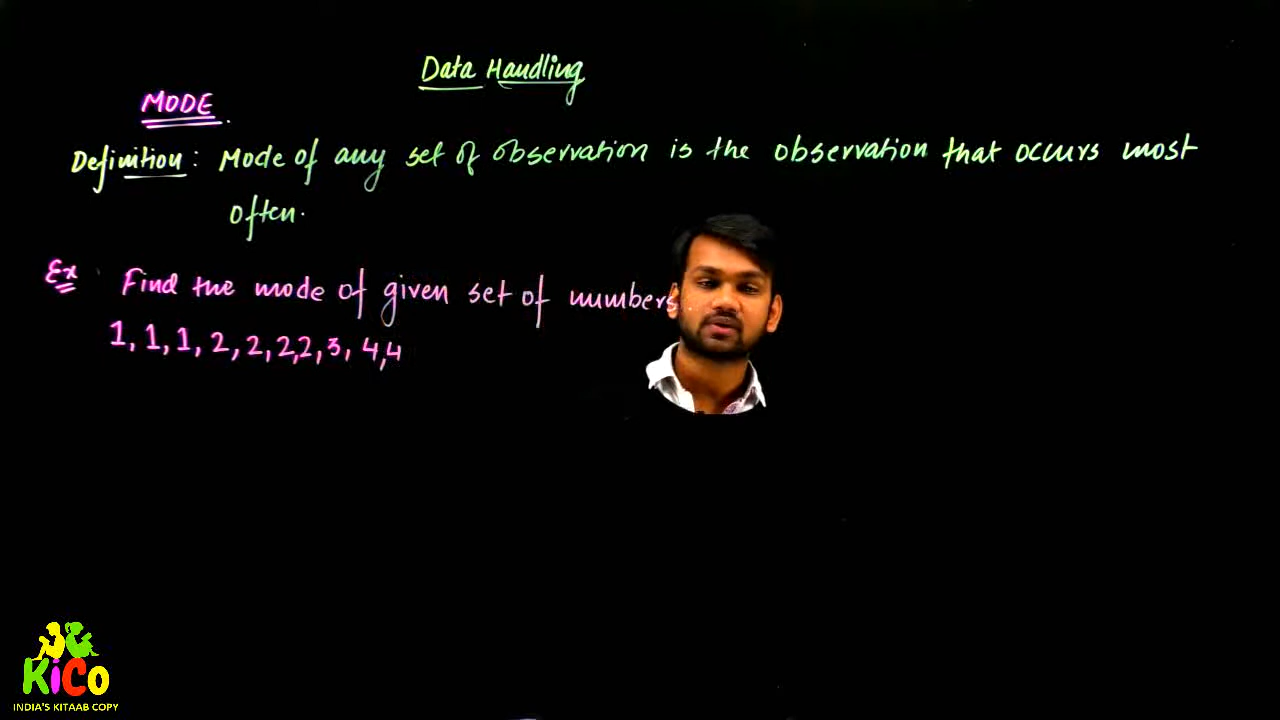 Data Handling
MODE
Definition: Mode of any set of observation is the observation that occurs most
often.
Ex Find the mode of given set of numbers
1, 1, 1, 2, 2, 2,2, 3, 4,4
KiCo
INDIA'S KITAAB COPY